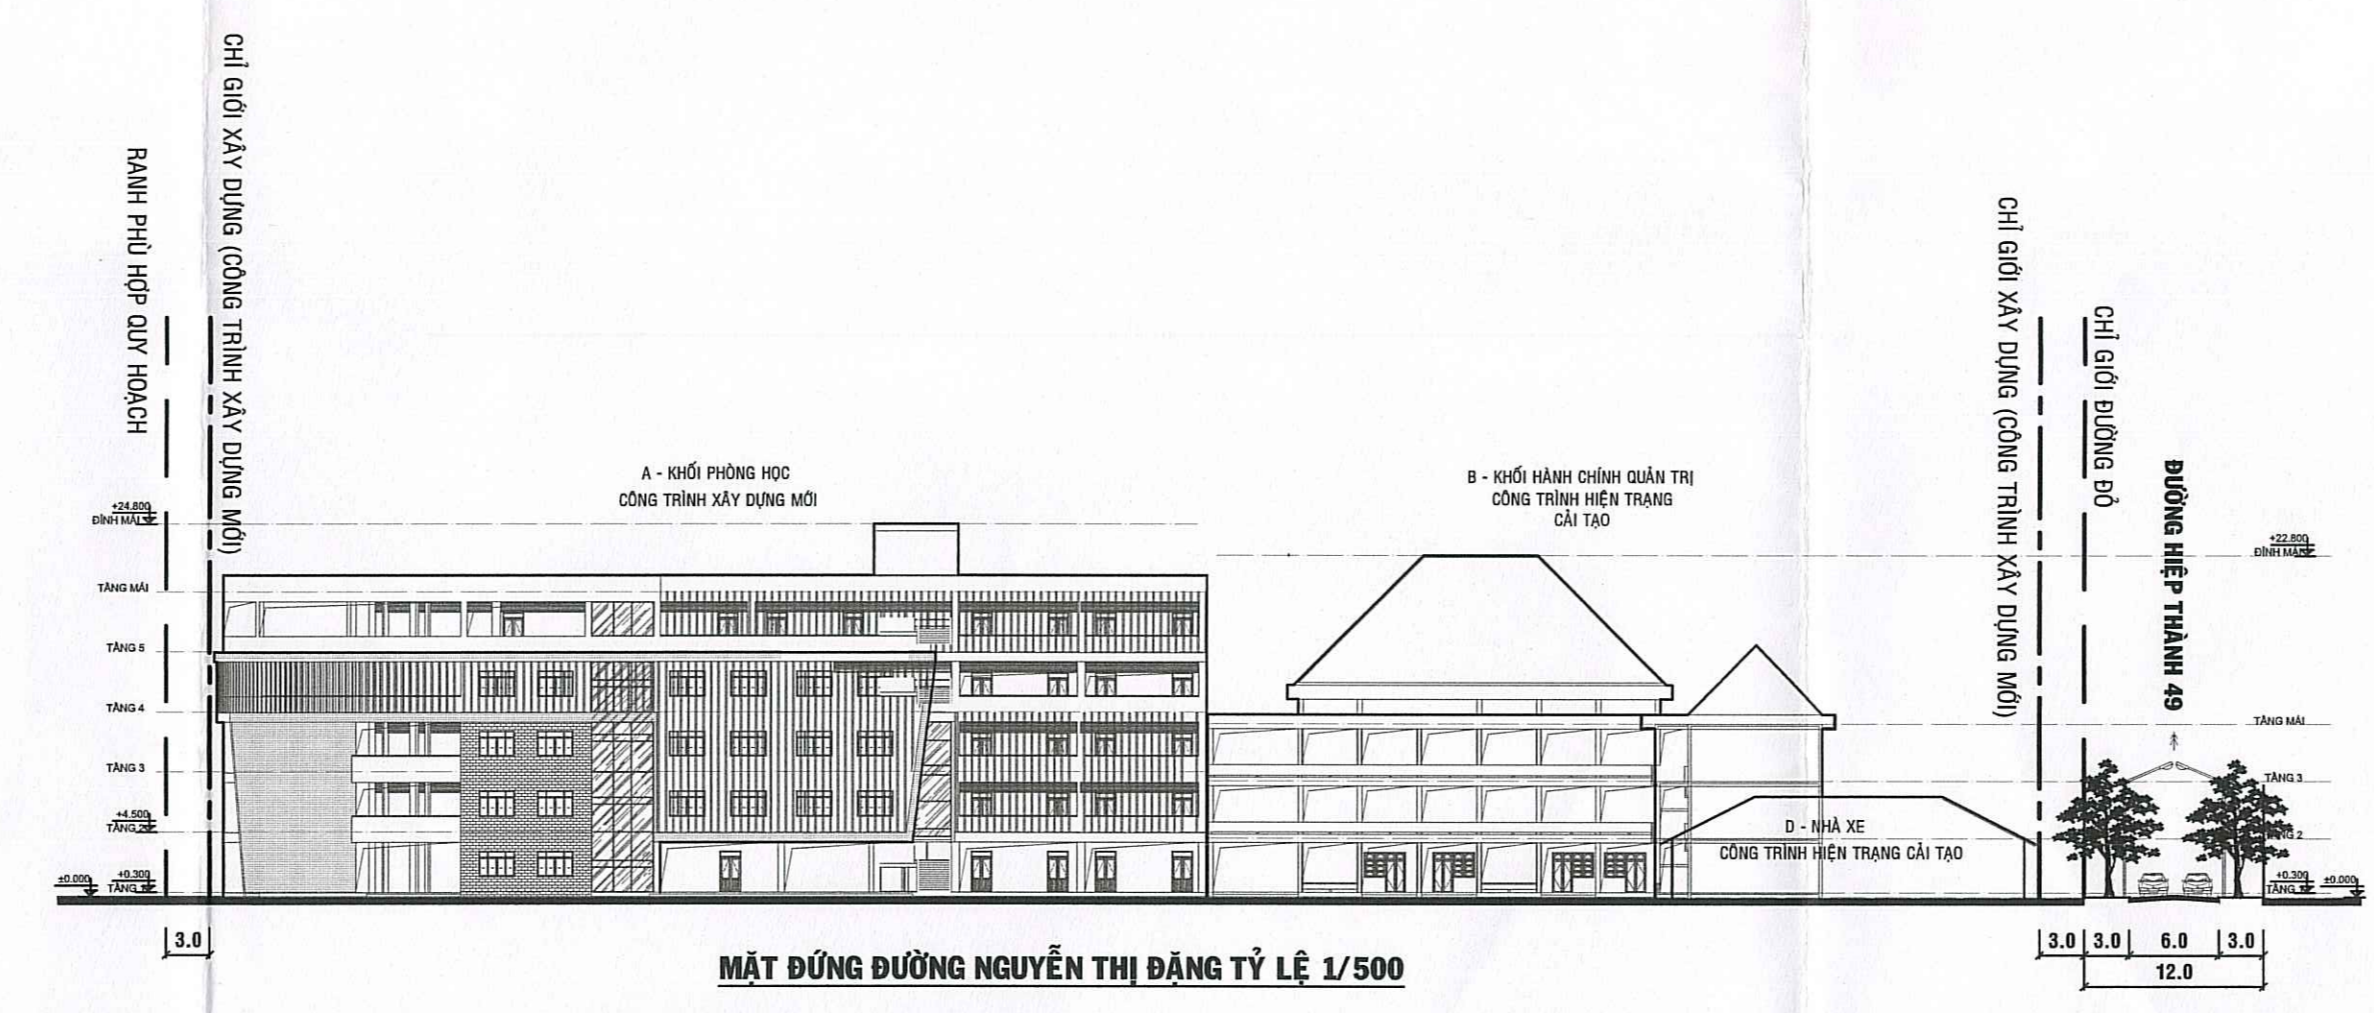 RANH PHÙ HỢP QUY HOẠCH
CHỈ GIỚI XÂY DỰNG (CÔNG TRÌNH XÂY DỰNG MỚI)
A - KHỐI PHÒNG HỌC
CÔNG TRÌNH XÂY DỰNG MỚI
B - KHỐI HÀNH CHÍNH QUẢN TRỊ
CÔNG TRÌNH HIỆN TRẠNG
CẢI TẠO
CHỈ GIỚI XÂY DỰNG (CÔNG TRÌNH XÂY DỰNG MỚI)
CHỈ GIỚI ĐƯỜNG ĐỎ
ĐƯỜNG HIỆP THÀNH 49
+24.800
ĐỈNH MÁI
TẦNG MÁI
TẦNG 5
TẦNG 4
TẦNG 3
+4.500
TẦNG 2
+0.300
TẦNG 1
±0.000
+22.800
ĐỈNH MÁI
TẦNG MÁI
TẦNG 3
TẦNG 2
+0.300
TẦNG 1
±0.000
D - NHÀ XE
CÔNG TRÌNH HIỆN TRẠNG CẢI TẠO
3.0
3.0 3.0 6.0 3.0
12.0
MẶT ĐỨNG ĐƯỜNG NGUYỄN THỊ ĐẶNG TỶ LỆ 1/500